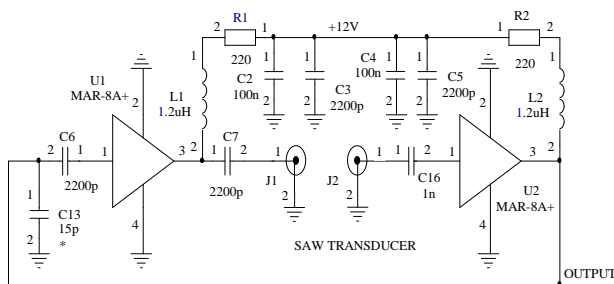 R1
R2
2
1
+12V
1
2
220
220
1
1
1
1
1
1
U1
MAR-8A+
L1
1.2uH
C2
100n
C3
2200p
C4
100n
C5
2200p
L2
1.2uH
2
2
2
2
2
2
2
2
C6
C7
2
1
1
3
2
1
1
1
1
2
1
3
2200p
2200p
J1
J2
C16
1n
U2
MAR-8A+
1
C13
15p
*
2
4
2
2
4
SAW TRANSDUCER
OUTPUT